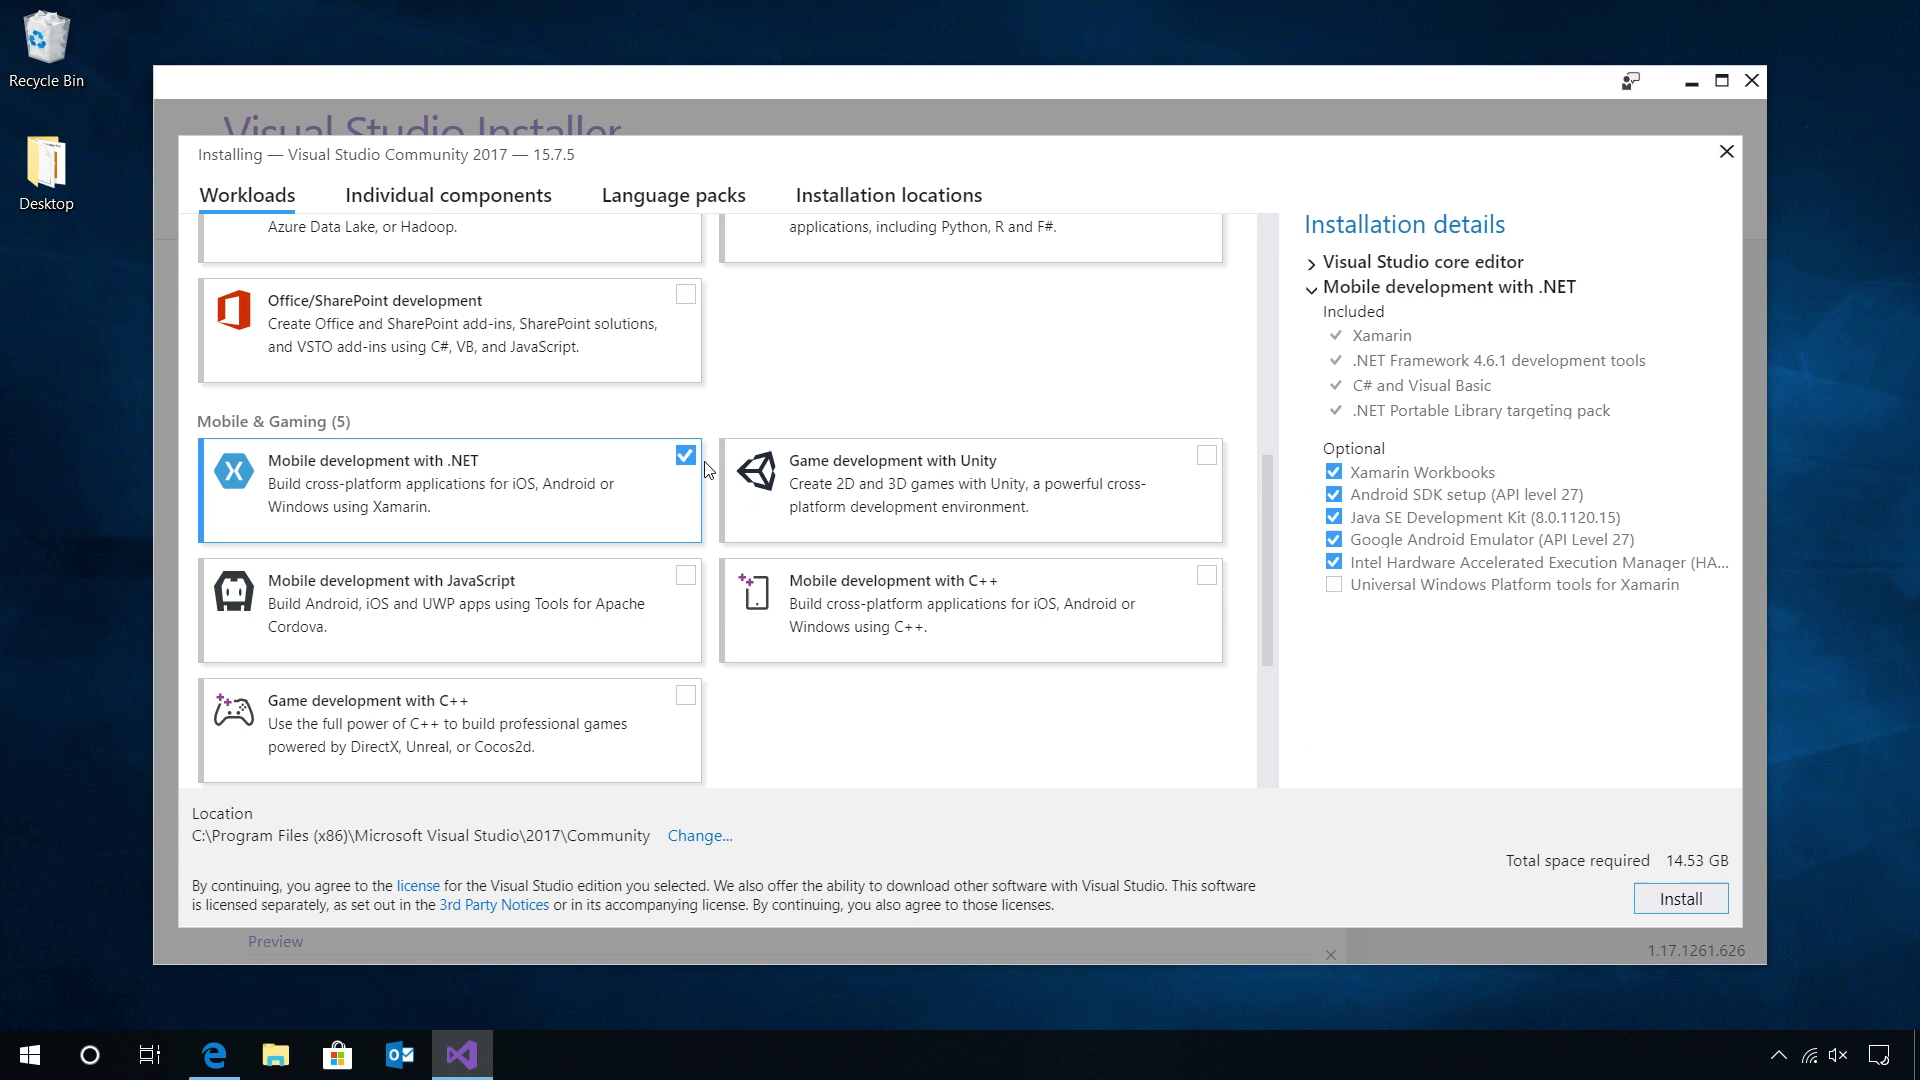 Recycle Bin
Desktop
Visual Studio Installer
Installing — Visual Studio Community 2017 — 15.7.5
Workloads
Individual components
Language packs
Installation locations
Azure Data Lake, or Hadoop.
applications, including Python, R and F#.
Office/SharePoint development
Create Office and SharePoint add-ins, SharePoint solutions,
and VSTO add-ins using C#, VB, and JavaScript.
Mobile & Gaming (5)
Mobile development with .NET
Build cross-platform applications for iOS, Android or
Windows using Xamarin.
Game development with Unity
Create 2D and 3D games with Unity, a powerful cross-
platform development environment.
Mobile development with JavaScript
Build Android, iOS and UWP apps using Tools for Apache
Cordova.
Mobile development with C++
Build cross-platform applications for iOS, Android or
Windows using C++.
Game development with C++
Use the full power of C++ to build professional games
powered by DirectX, Unreal, or Cocos2d.
Installation details
Visual Studio core editor
Mobile development with .NET
Included
Xamarin
.NET Framework 4.6.1 development tools
C# and Visual Basic
.NET Portable Library targeting pack
Optional
Xamarin Workbooks
Android SDK setup (API level 27)
Java SE Development Kit (8.0.1120.15)
Google Android Emulator (API Level 27)
Intel Hardware Accelerated Execution Manager (HA...
Universal Windows Platform tools for Xamarin
Location
C:\Program Files (x86)\Microsoft Visual Studio\2017\Community Change...
Total space required 14.53 GB
By continuing, you agree to the license for the Visual Studio edition you selected. We also offer the ability to download other software with Visual Studio. This software
is licensed separately, as set out in the 3rd Party Notices or in its accompanying license. By continuing, you also agree to those licenses.
Install
Preview
1.17.1261.626